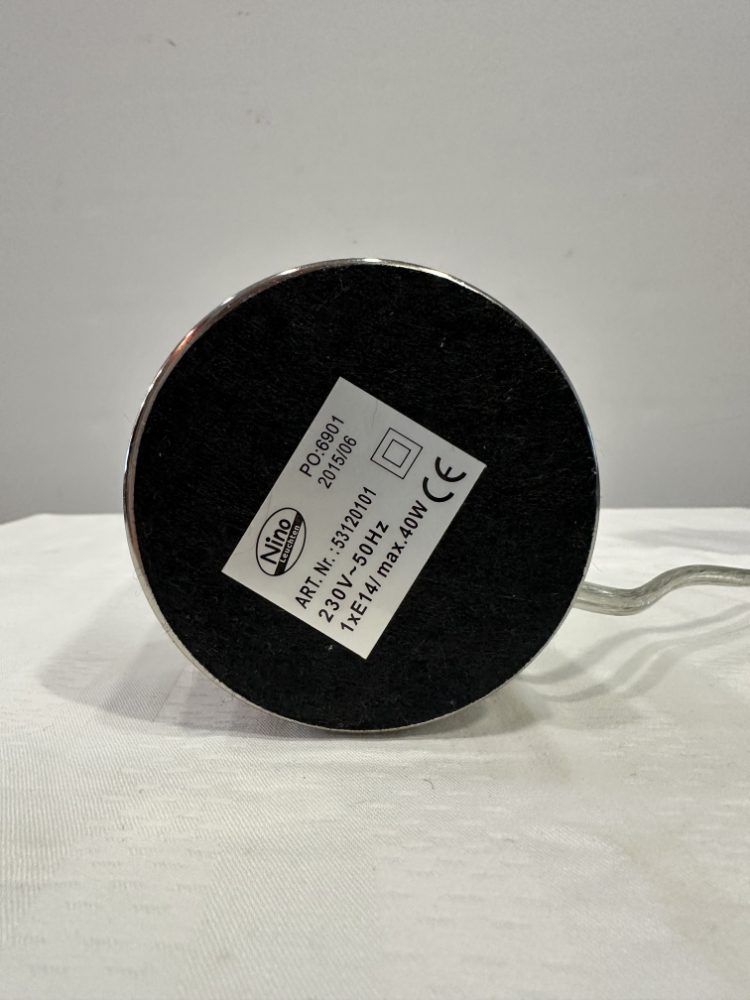 Nino
Leuchten
PO:6901
2015/06
ART. Nr.:53120101
230V~50Hz
1xE14/max.40W
CE